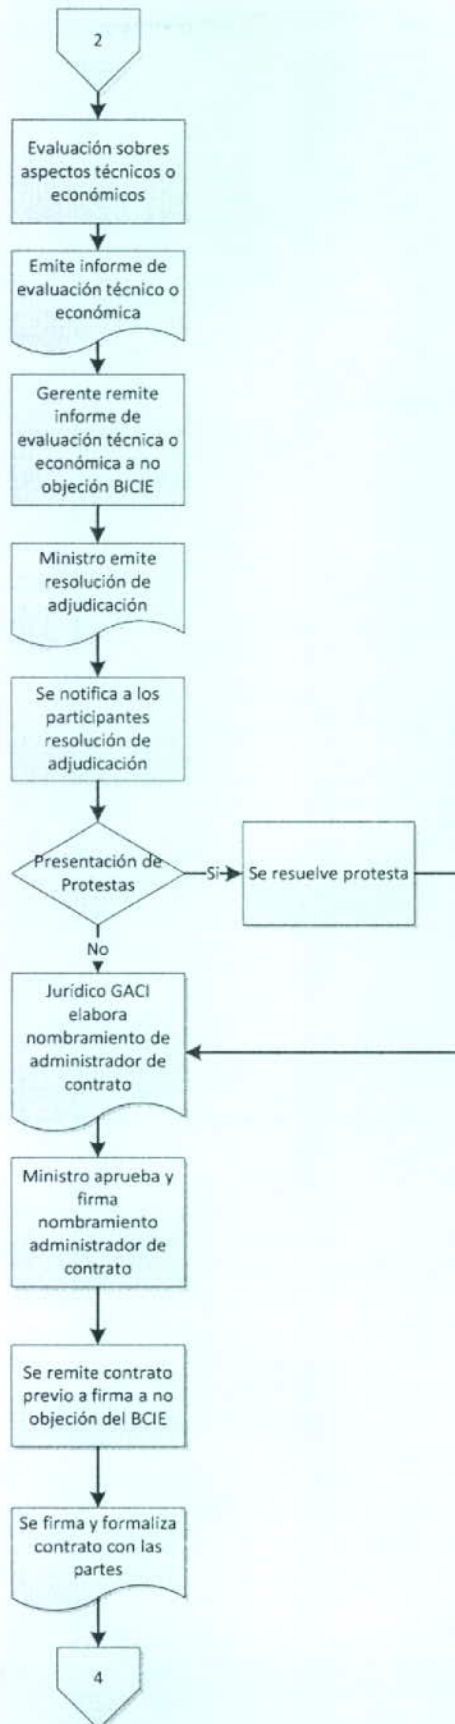 2
Evaluación sobres
aspectos técnicos o
económicos
Emite informe de
evaluación técnico o
económica
Gerente remite
informe de
evaluación técnica o
económica a no
objeción BICIE
Ministro emite
resolución de
adjudicación
Se notifica a los
participantes
resolución de
adjudicación
Presentación de
Protestas
Si
Se resuelve protesta
No
Jurídico GACI
elabora
nombramiento de
administrador de
contrato
Ministro aprueba y
firma
nombramiento
administrador de
contrato
Se remite contrato
previo a firma a no
objeción del BCIE
Se firma y formaliza
contrato con las
partes
4